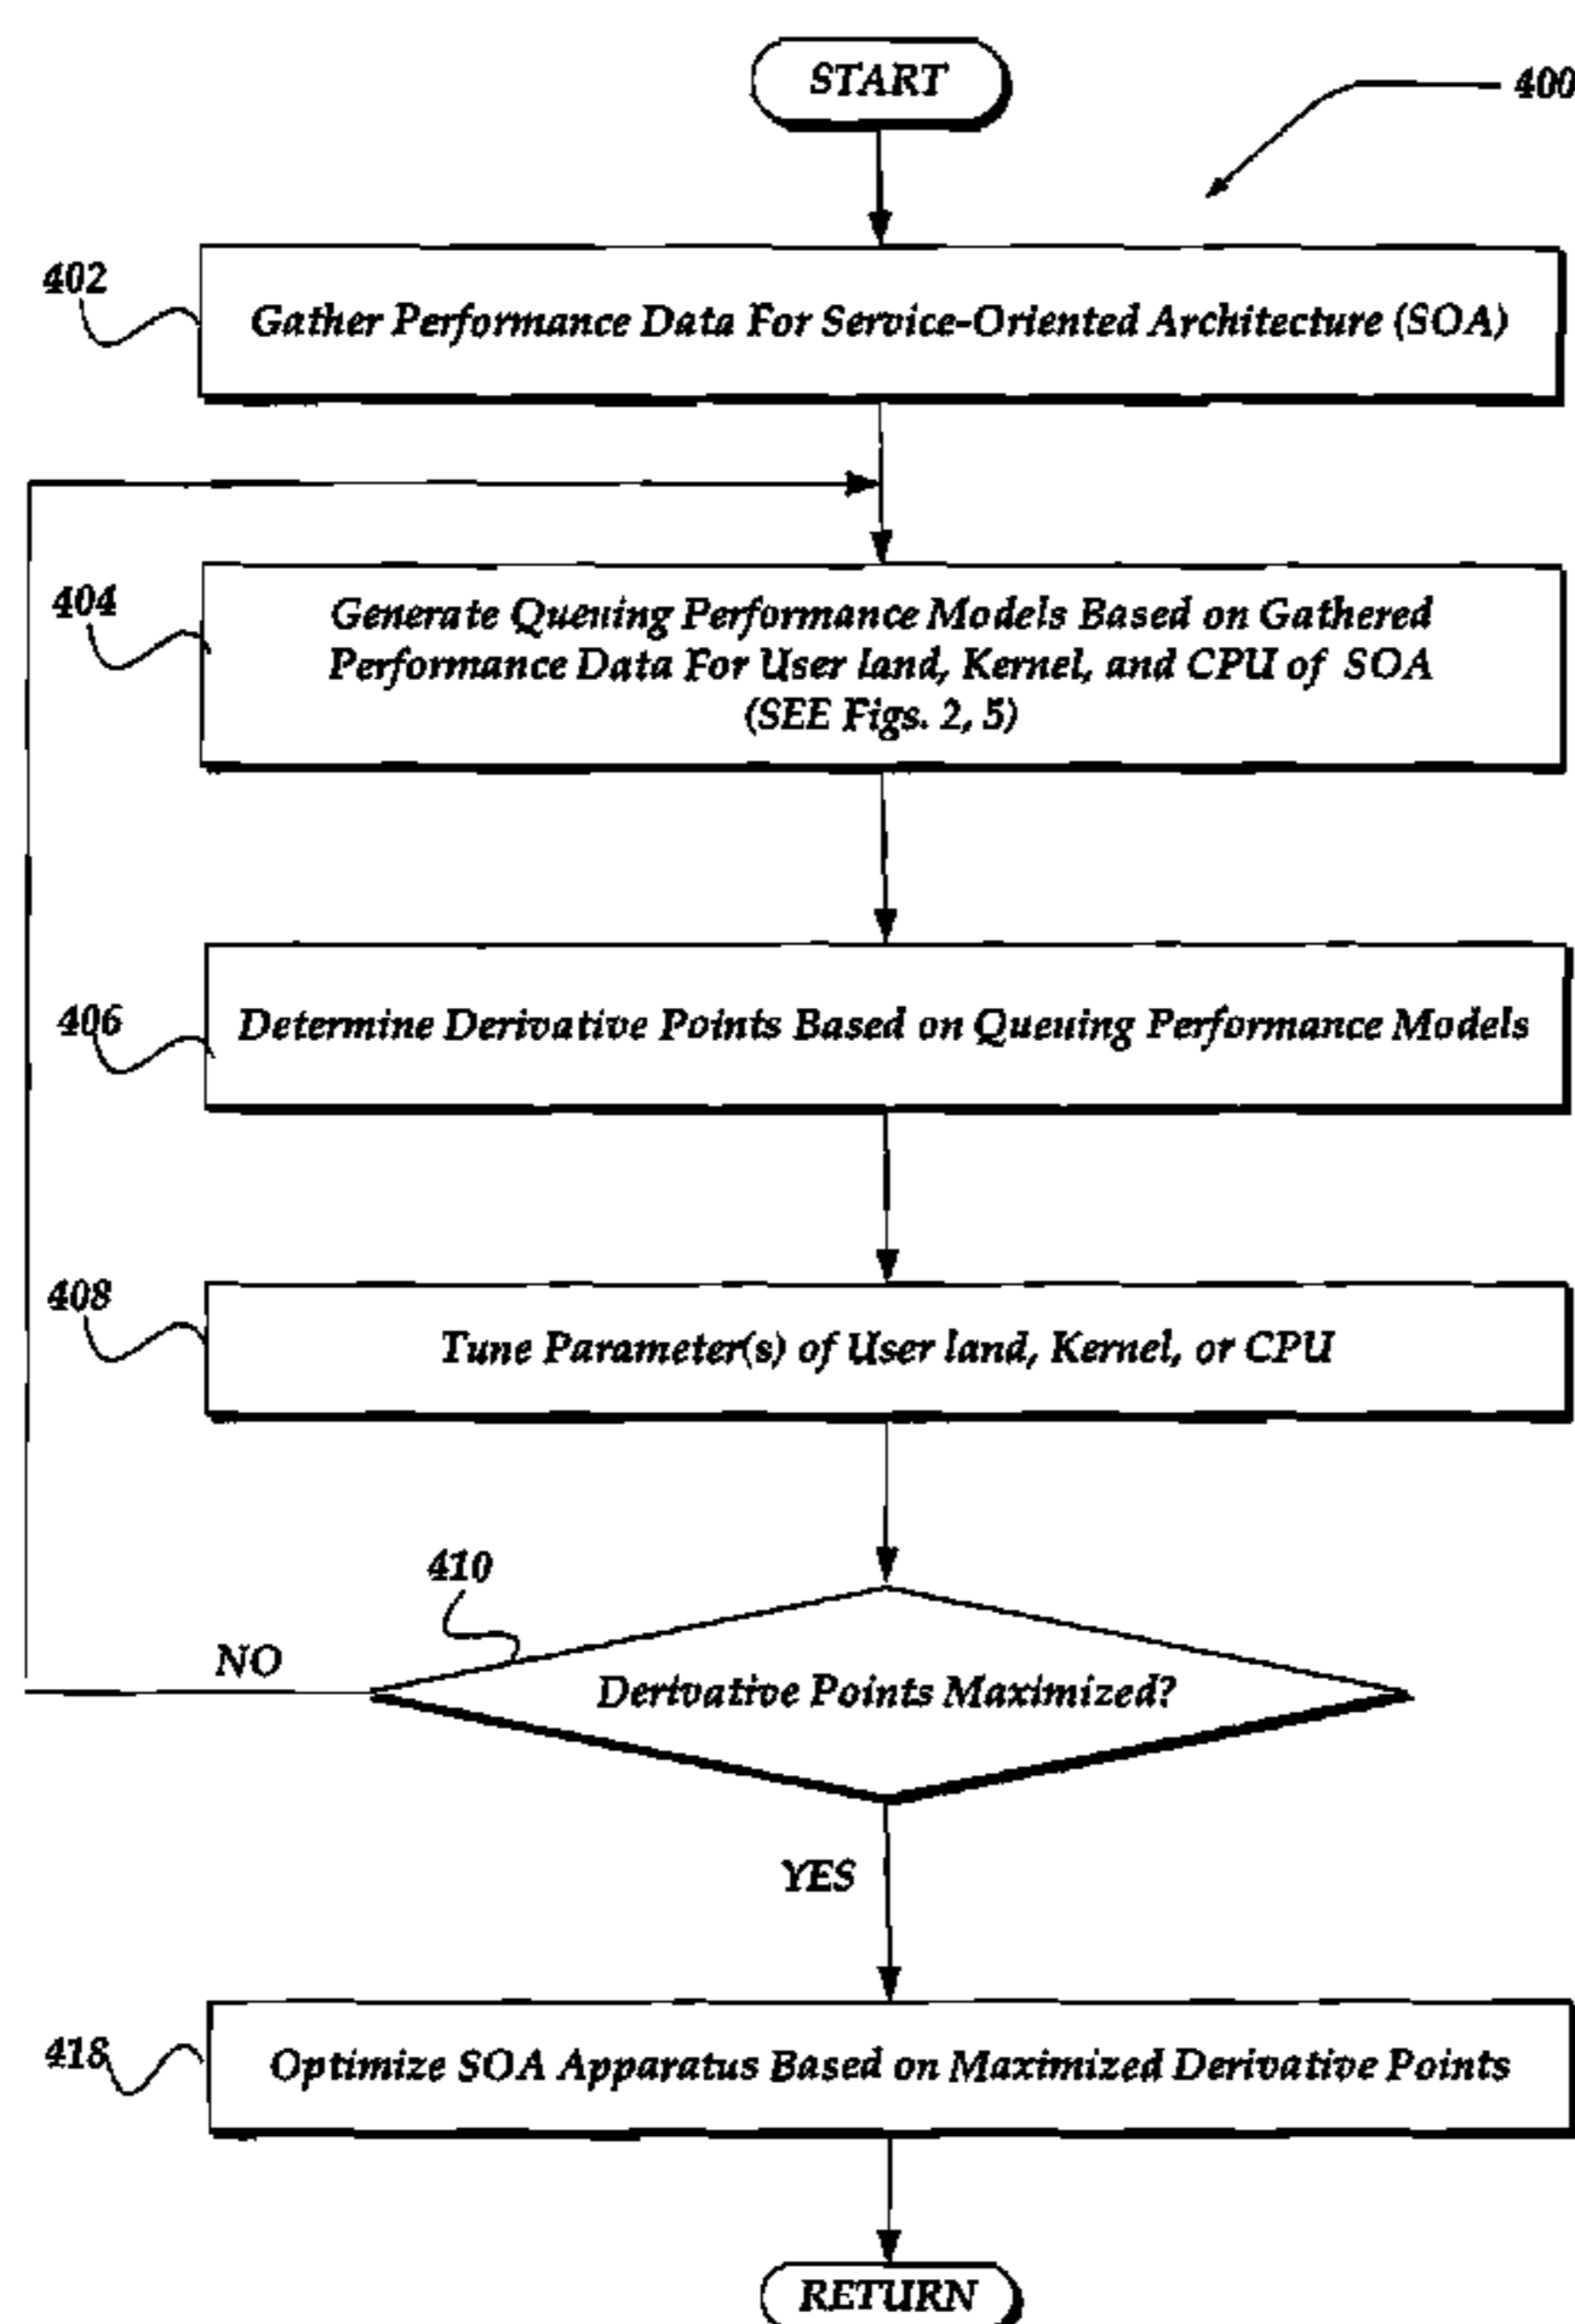 START
400
402
Gather Performance Data For Service-Oriented Architecture (SOA)
404
Generate Queuing Performance Models Based on Gathered
Performance Data For User land, Kernel, and CPU of SOA
(SEE Figs. 2, 5)
406
Determine Derivative Points Based on Queuing Performance Models
408
Tune Parameter(s) of User land, Kernel, or CPU
410
NO
Derivative Points Maximized?
YES
418
Optimize SOA Apparatus Based on Maximized Derivative Points
RETURN